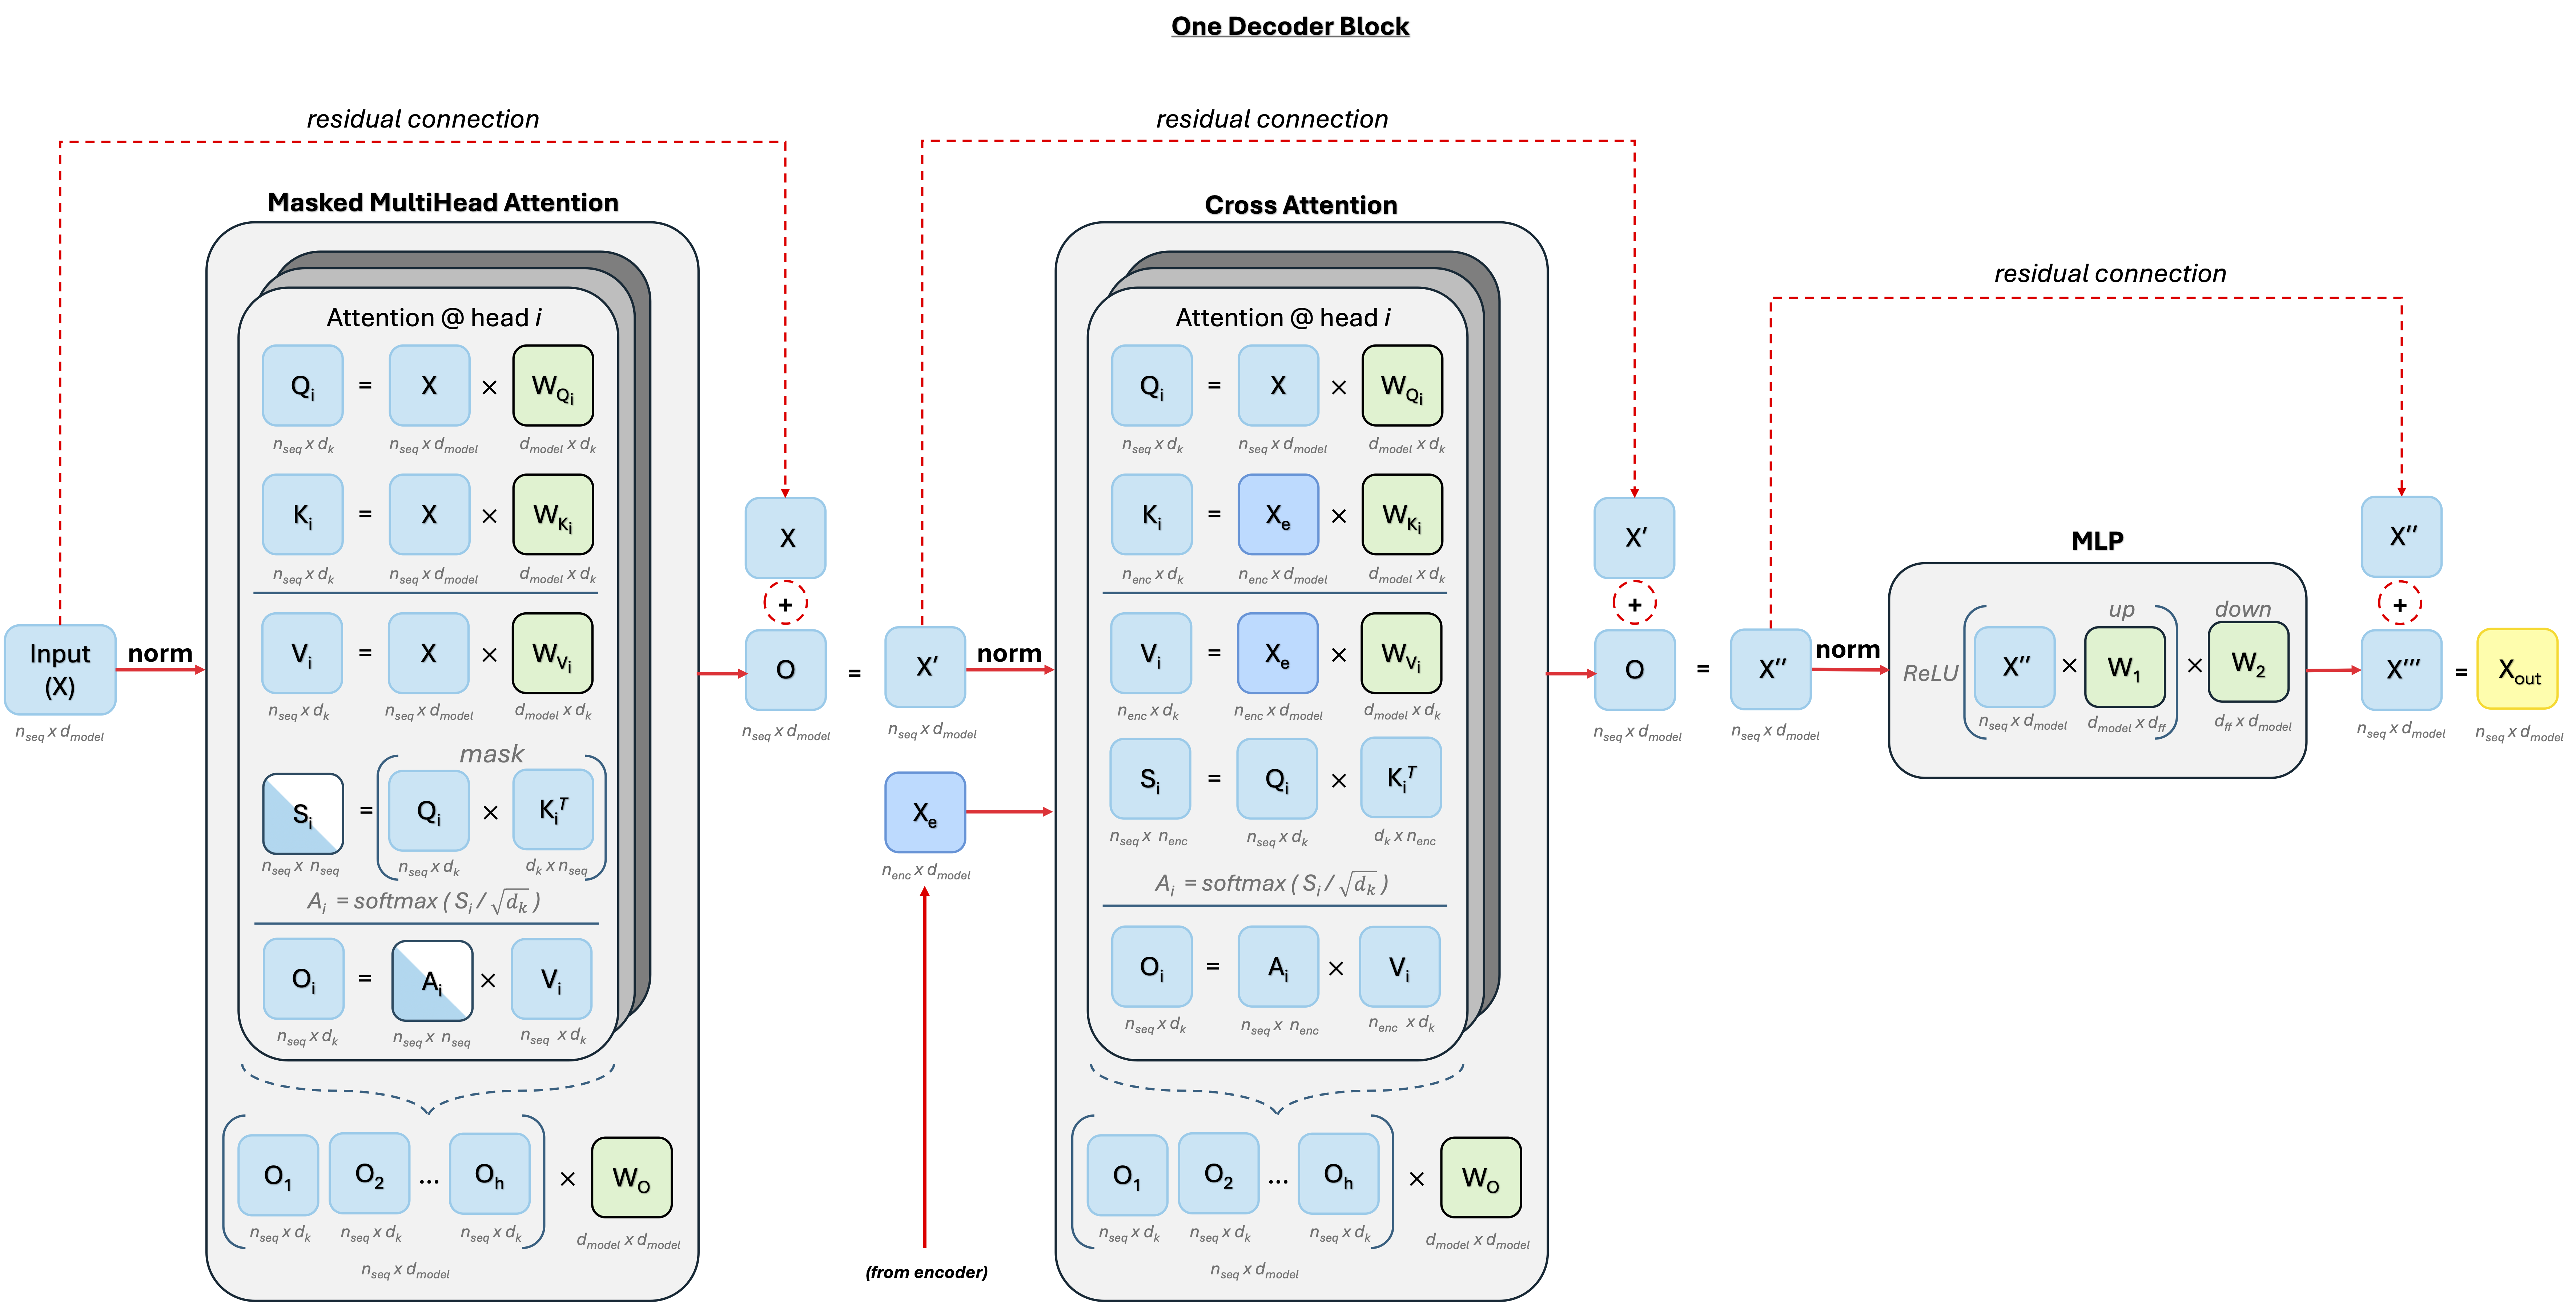 One Decoder Block
residual connection
residual connection
residual connection
Masked MultiHead Attention
Attention @ head i
Qi = X × WQi
nseq x dk nseq x dmodel dmodel x dk
Ki = X × WKi
nseq x dk nseq x dmodel dmodel x dk
Vi = X × WVi
nseq x dk nseq x dmodel dmodel x dk
mask
Si = Qi × KiT
nseq x nseq nseq x dk dk x nseq
Ai = softmax ( Si / √dk )
Oi = Ai × Vi
nseq x dk nseq x nseq nseq x dk
O1 O2 ... Oh × WO
nseq x dk nseq x dk nseq x dk dmodel x dmodel
nseq x dmodel
Input
(X)
nseq x dmodel
norm
X
+
O = X′
nseq x dmodel nseq x dmodel
norm
Xe
nenc x dmodel
(from encoder)
Cross Attention
Attention @ head i
Qi = X × WQi
nseq x dk nseq x dmodel dmodel x dk
Ki = Xe × WKi
nenc x dk nenc x dmodel dmodel x dk
Vi = Xe × WVi
nenc x dk nenc x dmodel dmodel x dk
Si = Qi × KiT
nseq x nenc nseq x dk dk x nenc
Ai = softmax ( Si / √dk )
Oi = Ai × Vi
nseq x dk nseq x nenc nenc x dk
O1 O2 ... Oh × WO
nseq x dk nseq x dk nseq x dk dmodel x dmodel
nseq x dmodel
X′
+
O = X′′
nseq x dmodel nseq x dmodel
norm
MLP
up down
ReLU X′′ × W1 × W2
nseq x dmodel dmodel x dff dff x dmodel
X′′
+
X′′′ = Xout
nseq x dmodel nseq x dmodel